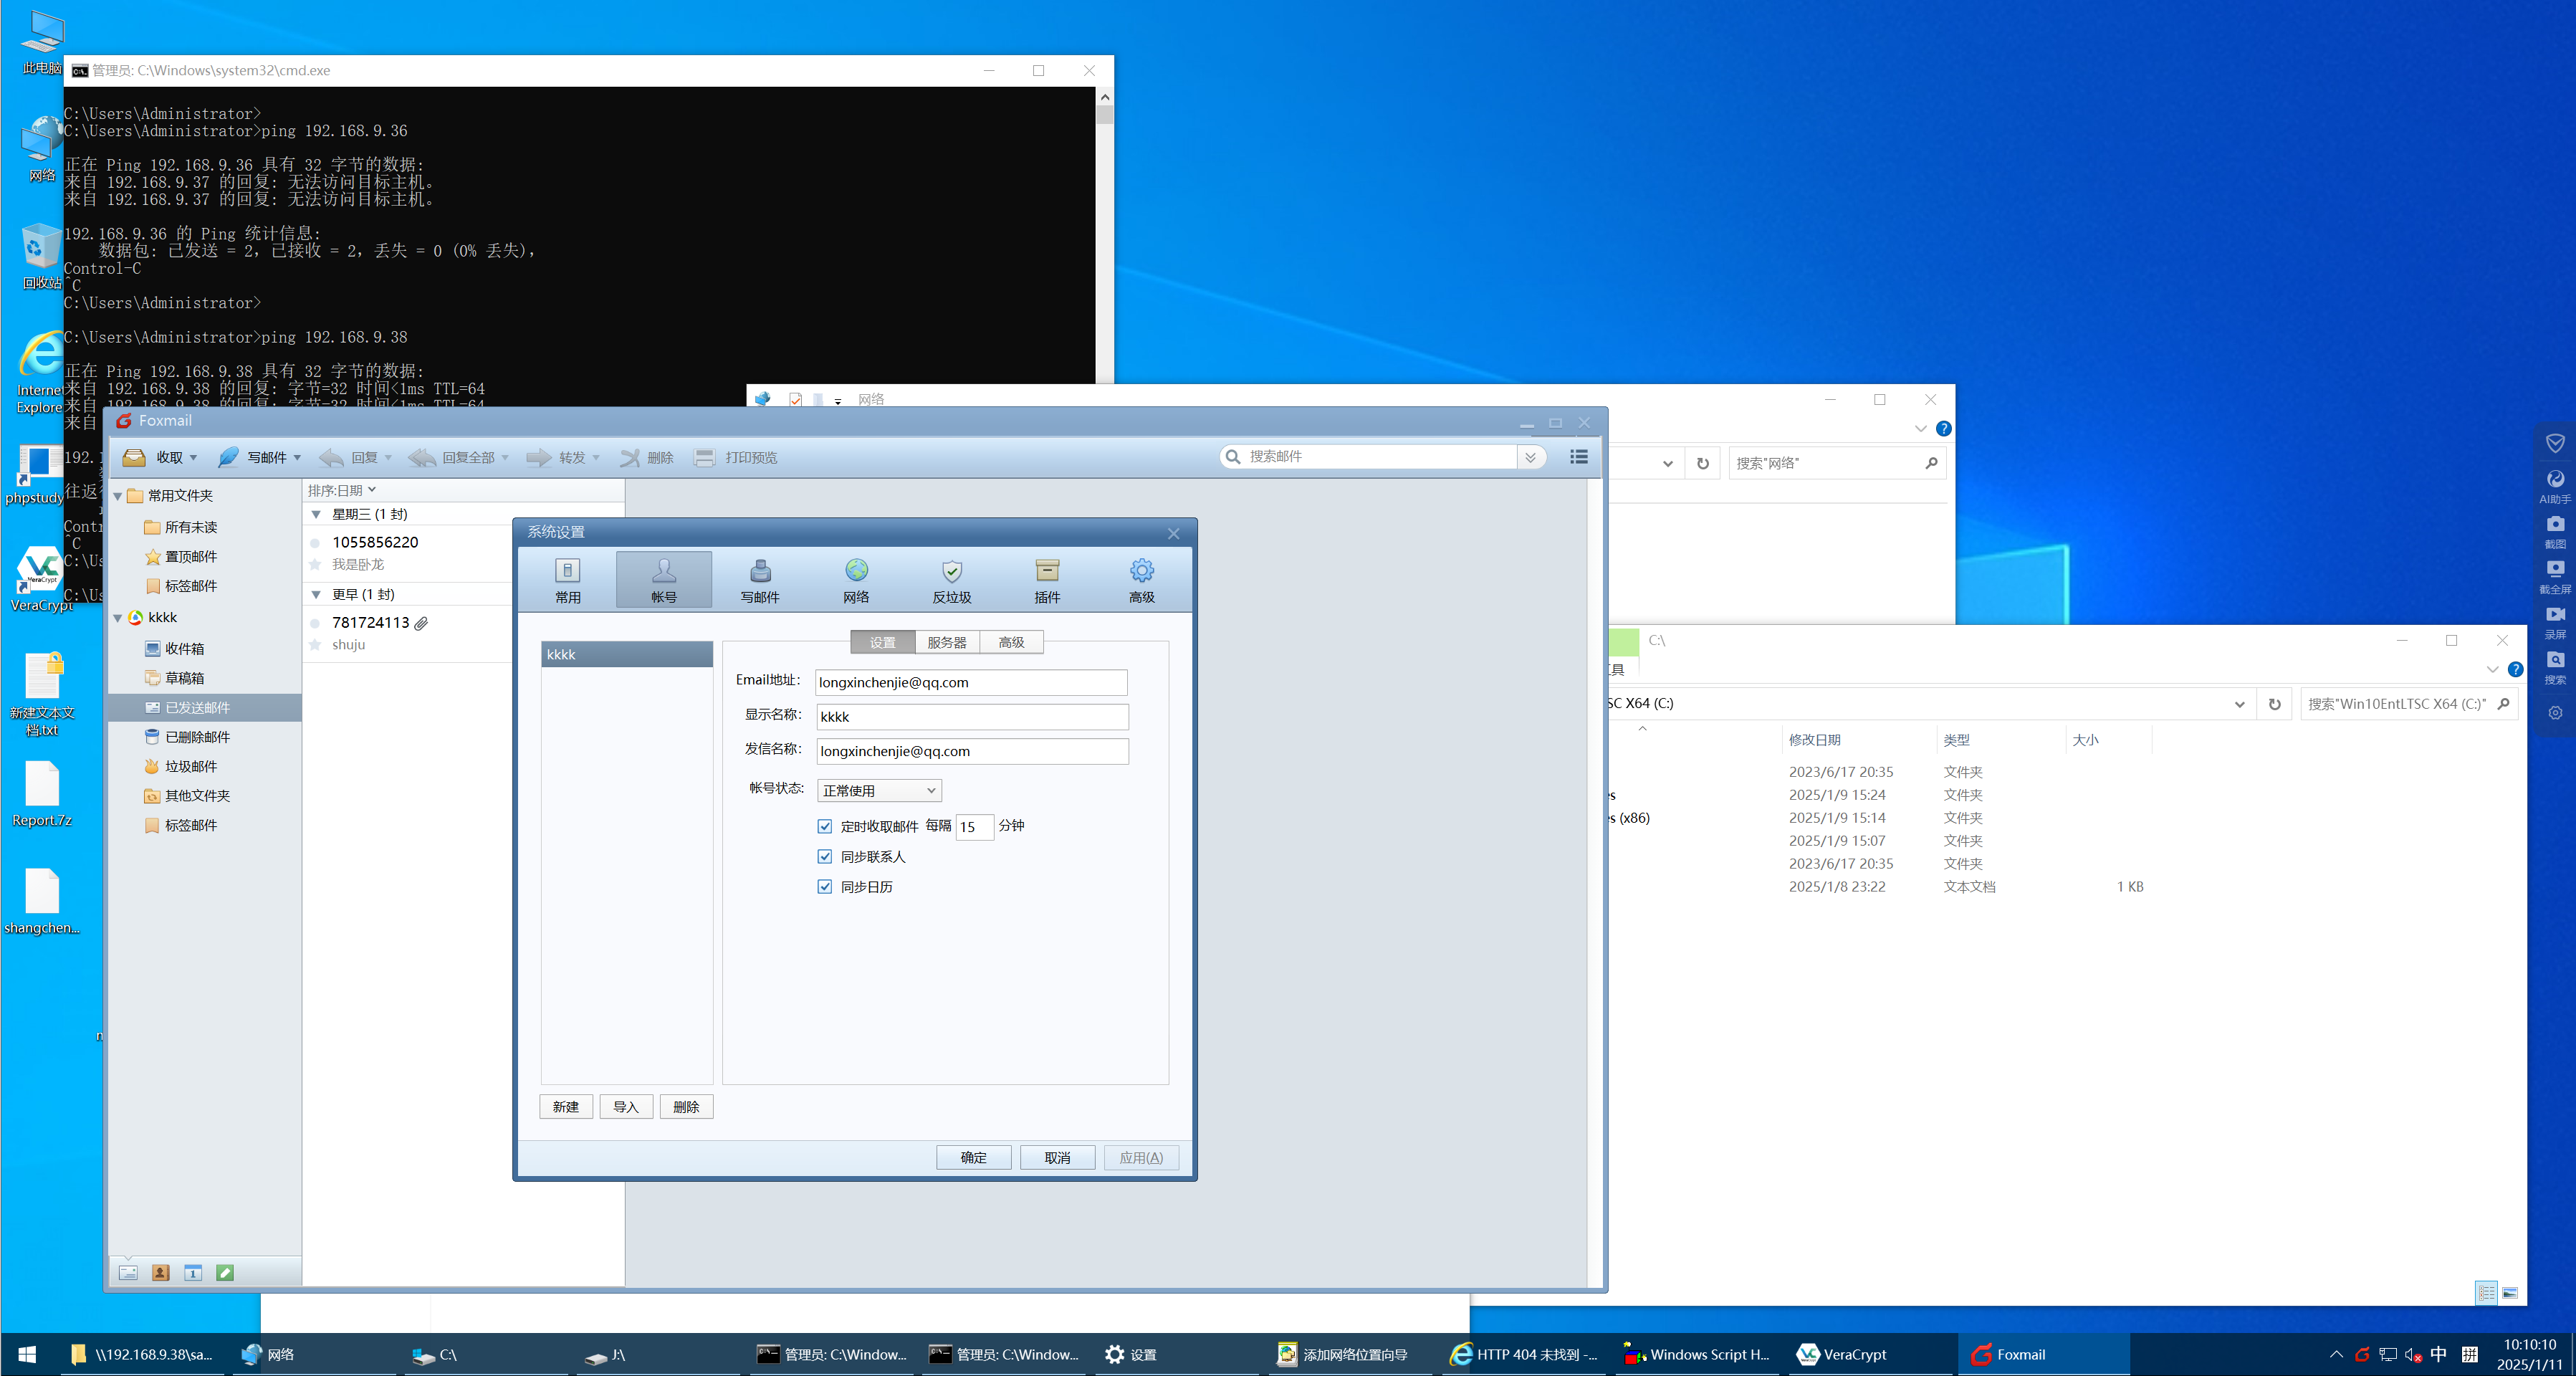 此电脑
网络
回收站
Internet
Explore
phpstudy
VeraCrypt
新建文本文
档.txt
Report.7z
shangchen...
管理员: C:\Windows\system32\cmd.exe
C:\Users\Administrator>
C:\Users\Administrator>ping 192.168.9.36
正在 Ping 192.168.9.36 具有 32 字节的数据:
来自 192.168.9.37 的回复: 无法访问目标主机。
来自 192.168.9.37 的回复: 无法访问目标主机。
192.168.9.36 的 Ping 统计信息:
数据包: 已发送 = 2，已接收 = 2，丢失 = 0 (0% 丢失)，
Control-C
^C
C:\Users\Administrator>
C:\Users\Administrator>ping 192.168.9.38
正在 Ping 192.168.9.38 具有 32 字节的数据:
来自 192.168.9.38 的回复: 字节=32 时间<1ms TTL=64
来自 192.168.9.38 的回复: 字节=32 时间<1ms TTL=64
来自
192.1
往返
Contr
^C
C:\Us
C:\Us
网络
搜索"网络"
Foxmail
收取 写邮件 回复 回复全部 转发 删除 打印预览
搜索邮件
常用文件夹
所有未读
置顶邮件
标签邮件
kkkk
收件箱
草稿箱
已发送邮件
已删除邮件
垃圾邮件
其他文件夹
标签邮件
排序:日期
星期三 (1 封)
1055856220
我是卧龙
更早 (1 封)
781724113
shuju
系统设置
常用 帐号 写邮件 网络 反垃圾 插件 高级
kkkk
设置 服务器 高级
Email地址: longxinchenjie@qq.com
显示名称: kkkk
发信名称: longxinchenjie@qq.com
帐号状态: 正常使用
定时收取邮件 每隔 15 分钟
同步联系人
同步日历
新建 导入 删除
确定 取消 应用(A)
C:\
具
SC X64 (C:)
搜索"Win10EntLTSC X64 (C:)"
修改日期 类型 大小
2023/6/17 20:35 文件夹
es 2025/1/9 15:24 文件夹
es (x86) 2025/1/9 15:14 文件夹
2025/1/9 15:07 文件夹
2023/6/17 20:35 文件夹
2025/1/8 23:22 文本文档 1 KB
AI助手
截图
截全屏
录屏
搜索
\\192.168.9.38\sa...
网络
C:\
J:\
管理员: C:\Window...
管理员: C:\Window...
设置
添加网络位置向导
HTTP 404 未找到 -...
Windows Script H...
VeraCrypt
Foxmail
中
拼
10:10:10
2025/1/11